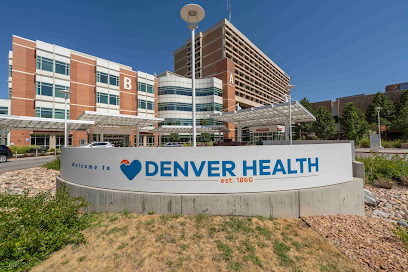 B
A
Welcome to DENVER HEALTH
est. 1860